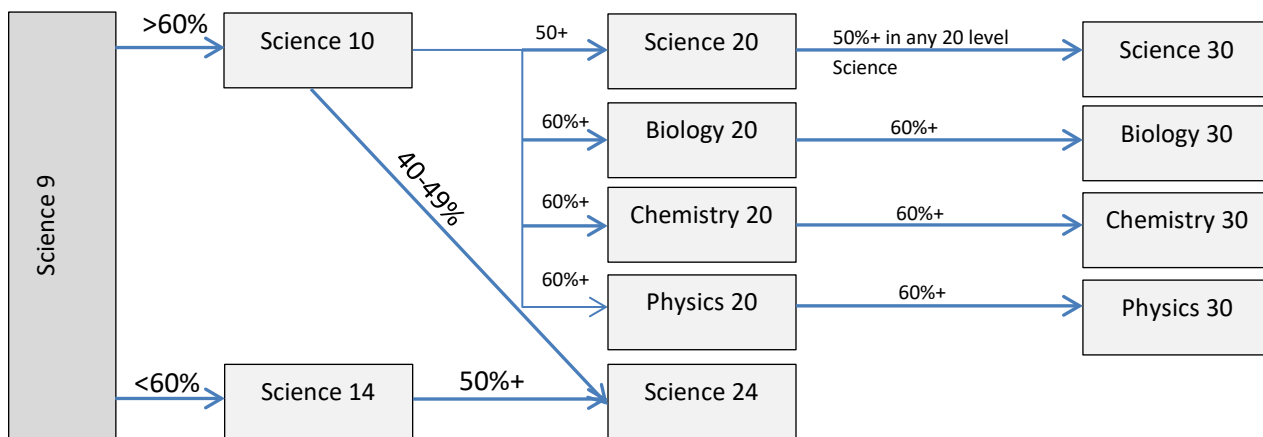 Science 9
>60%
Science 10
50+
Science 20
50%+ in any 20 level
Science
Science 30
60%+
Biology 20
60%+
Biology 30
40-49%
60%+
Chemistry 20
60%+
Chemistry 30
60%+
Physics 20
60%+
Physics 30
<60%
Science 14
50%+
Science 24